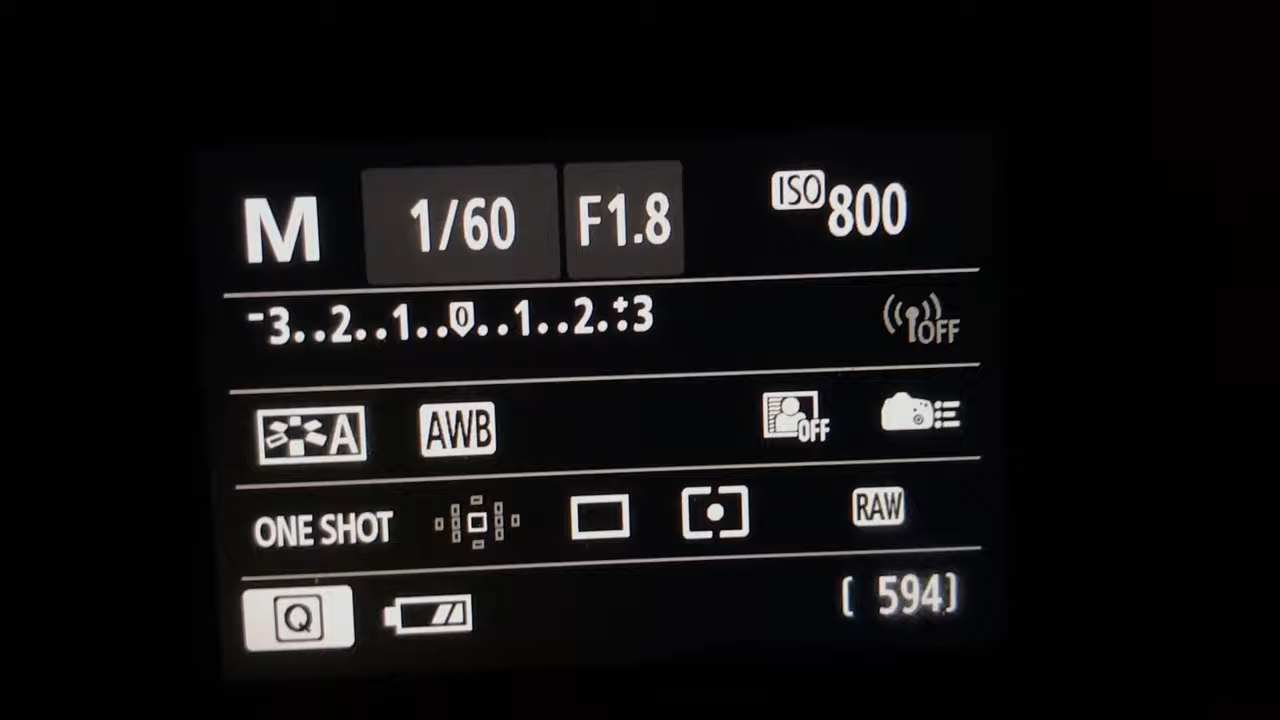 M 1/60 F1.8 ISO 800
-3..2..1..0..1..2.:+3 OFF
A AWB OFF
ONE SHOT RAW
Q [ 594]